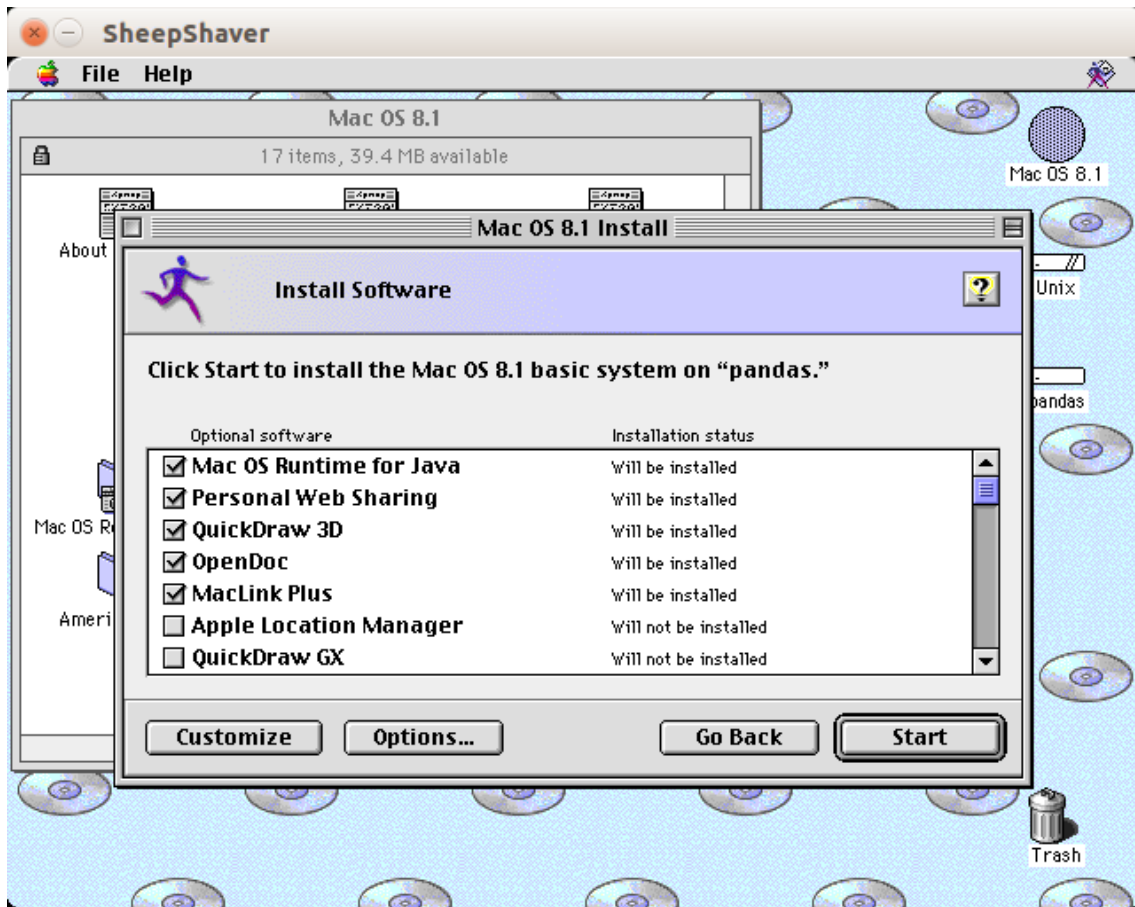 SheepShaver
File Help
Mac OS 8.1
17 items, 39.4 MB available
Mac OS 8.1
About
Mac OS 8.1 Install
Unix
Install Software
?
Click Start to install the Mac OS 8.1 basic system on “pandas.”
pandas
Optional software Installation status
Mac OS Runtime for Java Will be installed
Personal Web Sharing Will be installed
QuickDraw 3D Will be installed
Mac OS R
OpenDoc Will be installed
MacLink Plus Will be installed
Ameri
Apple Location Manager Will not be installed
QuickDraw GX Will not be installed
Customize Options... Go Back Start
Trash